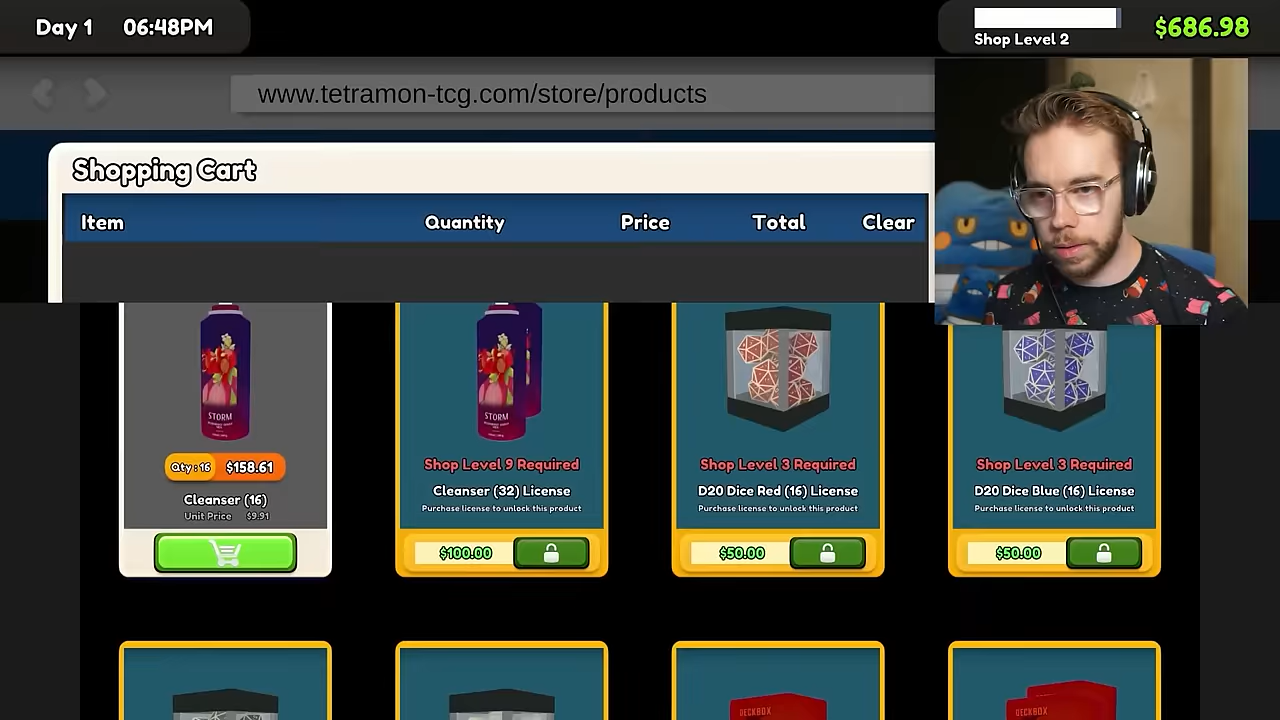 Day 1 06:48PM
Shop Level 2
$686.98
www.tetramon-tcg.com/store/products
Shopping Cart
Item Quantity Price Total Clear
STORM
Qty : 16 $158.61
Cleanser (16)
Unit Price $9.91
STORM
Shop Level 9 Required
Cleanser (32) License
Purchase license to unlock this product
$100.00
Shop Level 3 Required
D20 Dice Red (16) License
Purchase license to unlock this product
$50.00
Shop Level 3 Required
D20 Dice Blue (16) License
Purchase license to unlock this product
$50.00
DECKBOX
DECKBOX